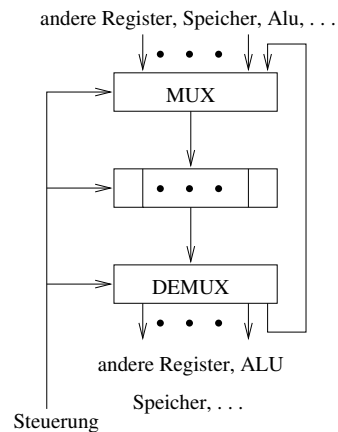 andere Register, Speicher, Alu, . . .
MUX
DEMUX
andere Register, ALU
Speicher, . . .
Steuerung